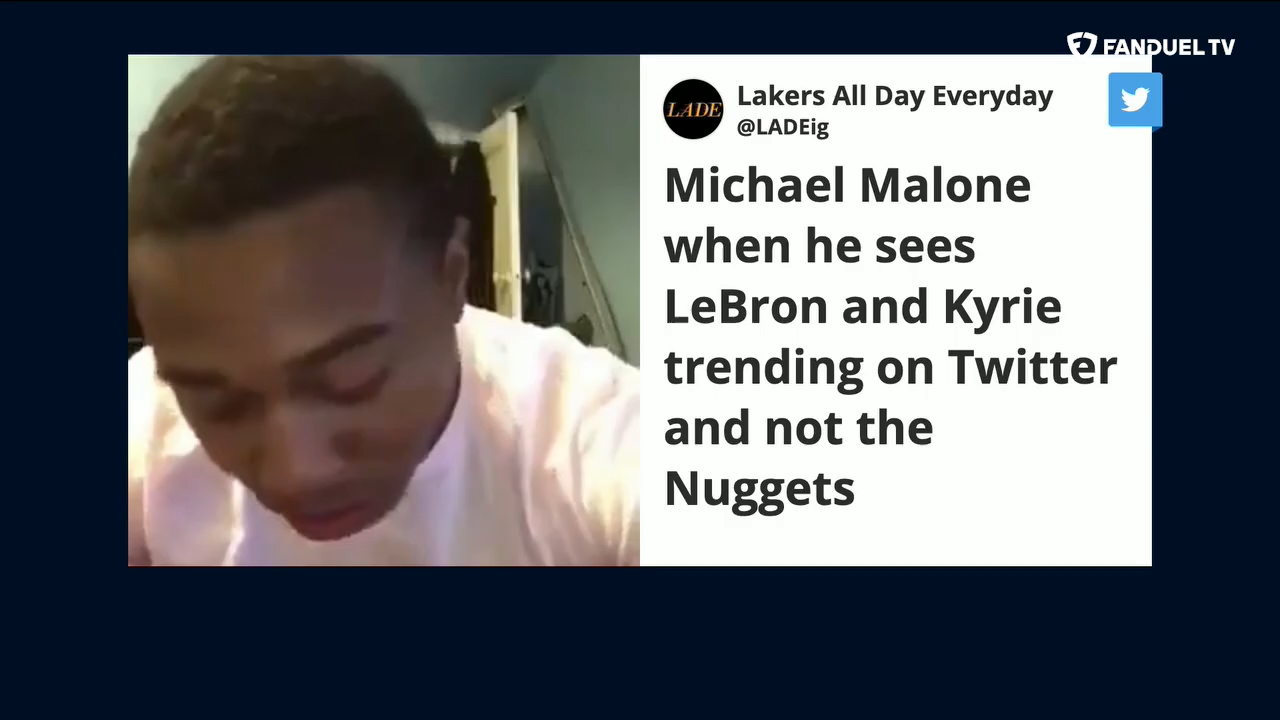 FANDUEL TV
LADE
Lakers All Day Everyday
@LADEig
Michael Malone
when he sees
LeBron and Kyrie
trending on Twitter
and not the
Nuggets